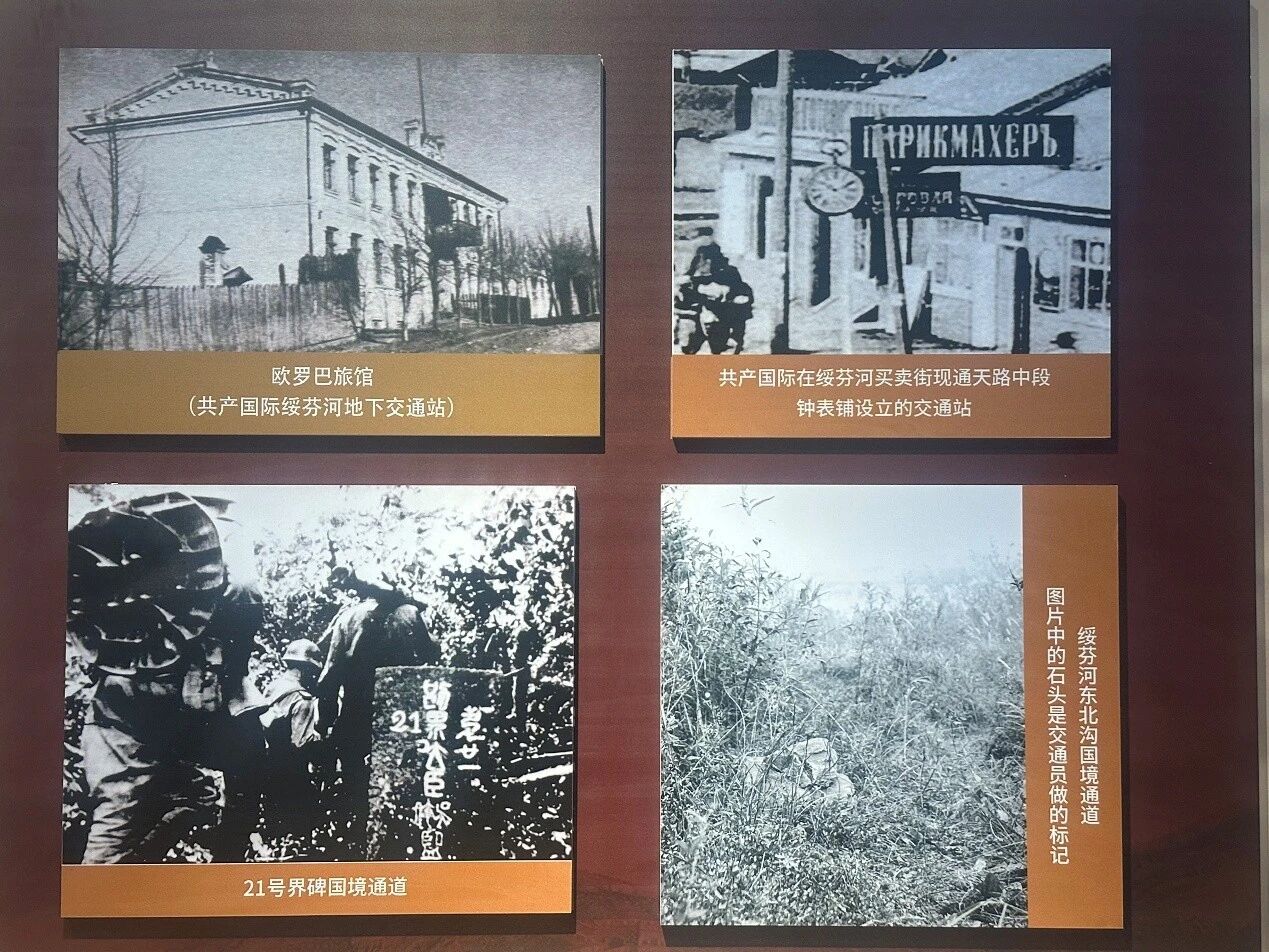 欧罗巴旅馆
（共产国际绥芬河地下交通站）
ПАРИКМАХЕРЪ
共产国际在绥芬河买卖街现通天路中段
钟表铺设立的交通站
21
21号界碑国境通道
绥芬河东北沟国境通道
图片中的石头是交通员做的标记